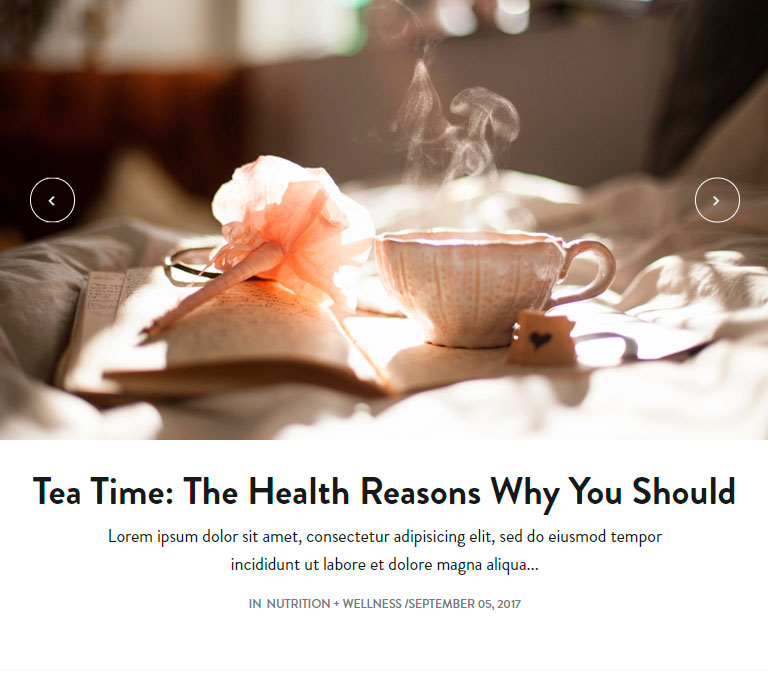 Tea Time: The Health Reasons Why You Should
Lorem ipsum dolor sit amet, consectetur adipisicing elit, sed do eiusmod tempor
incididunt ut labore et dolore magna aliqua...
IN NUTRITION + WELLNESS /SEPTEMBER 05, 2017